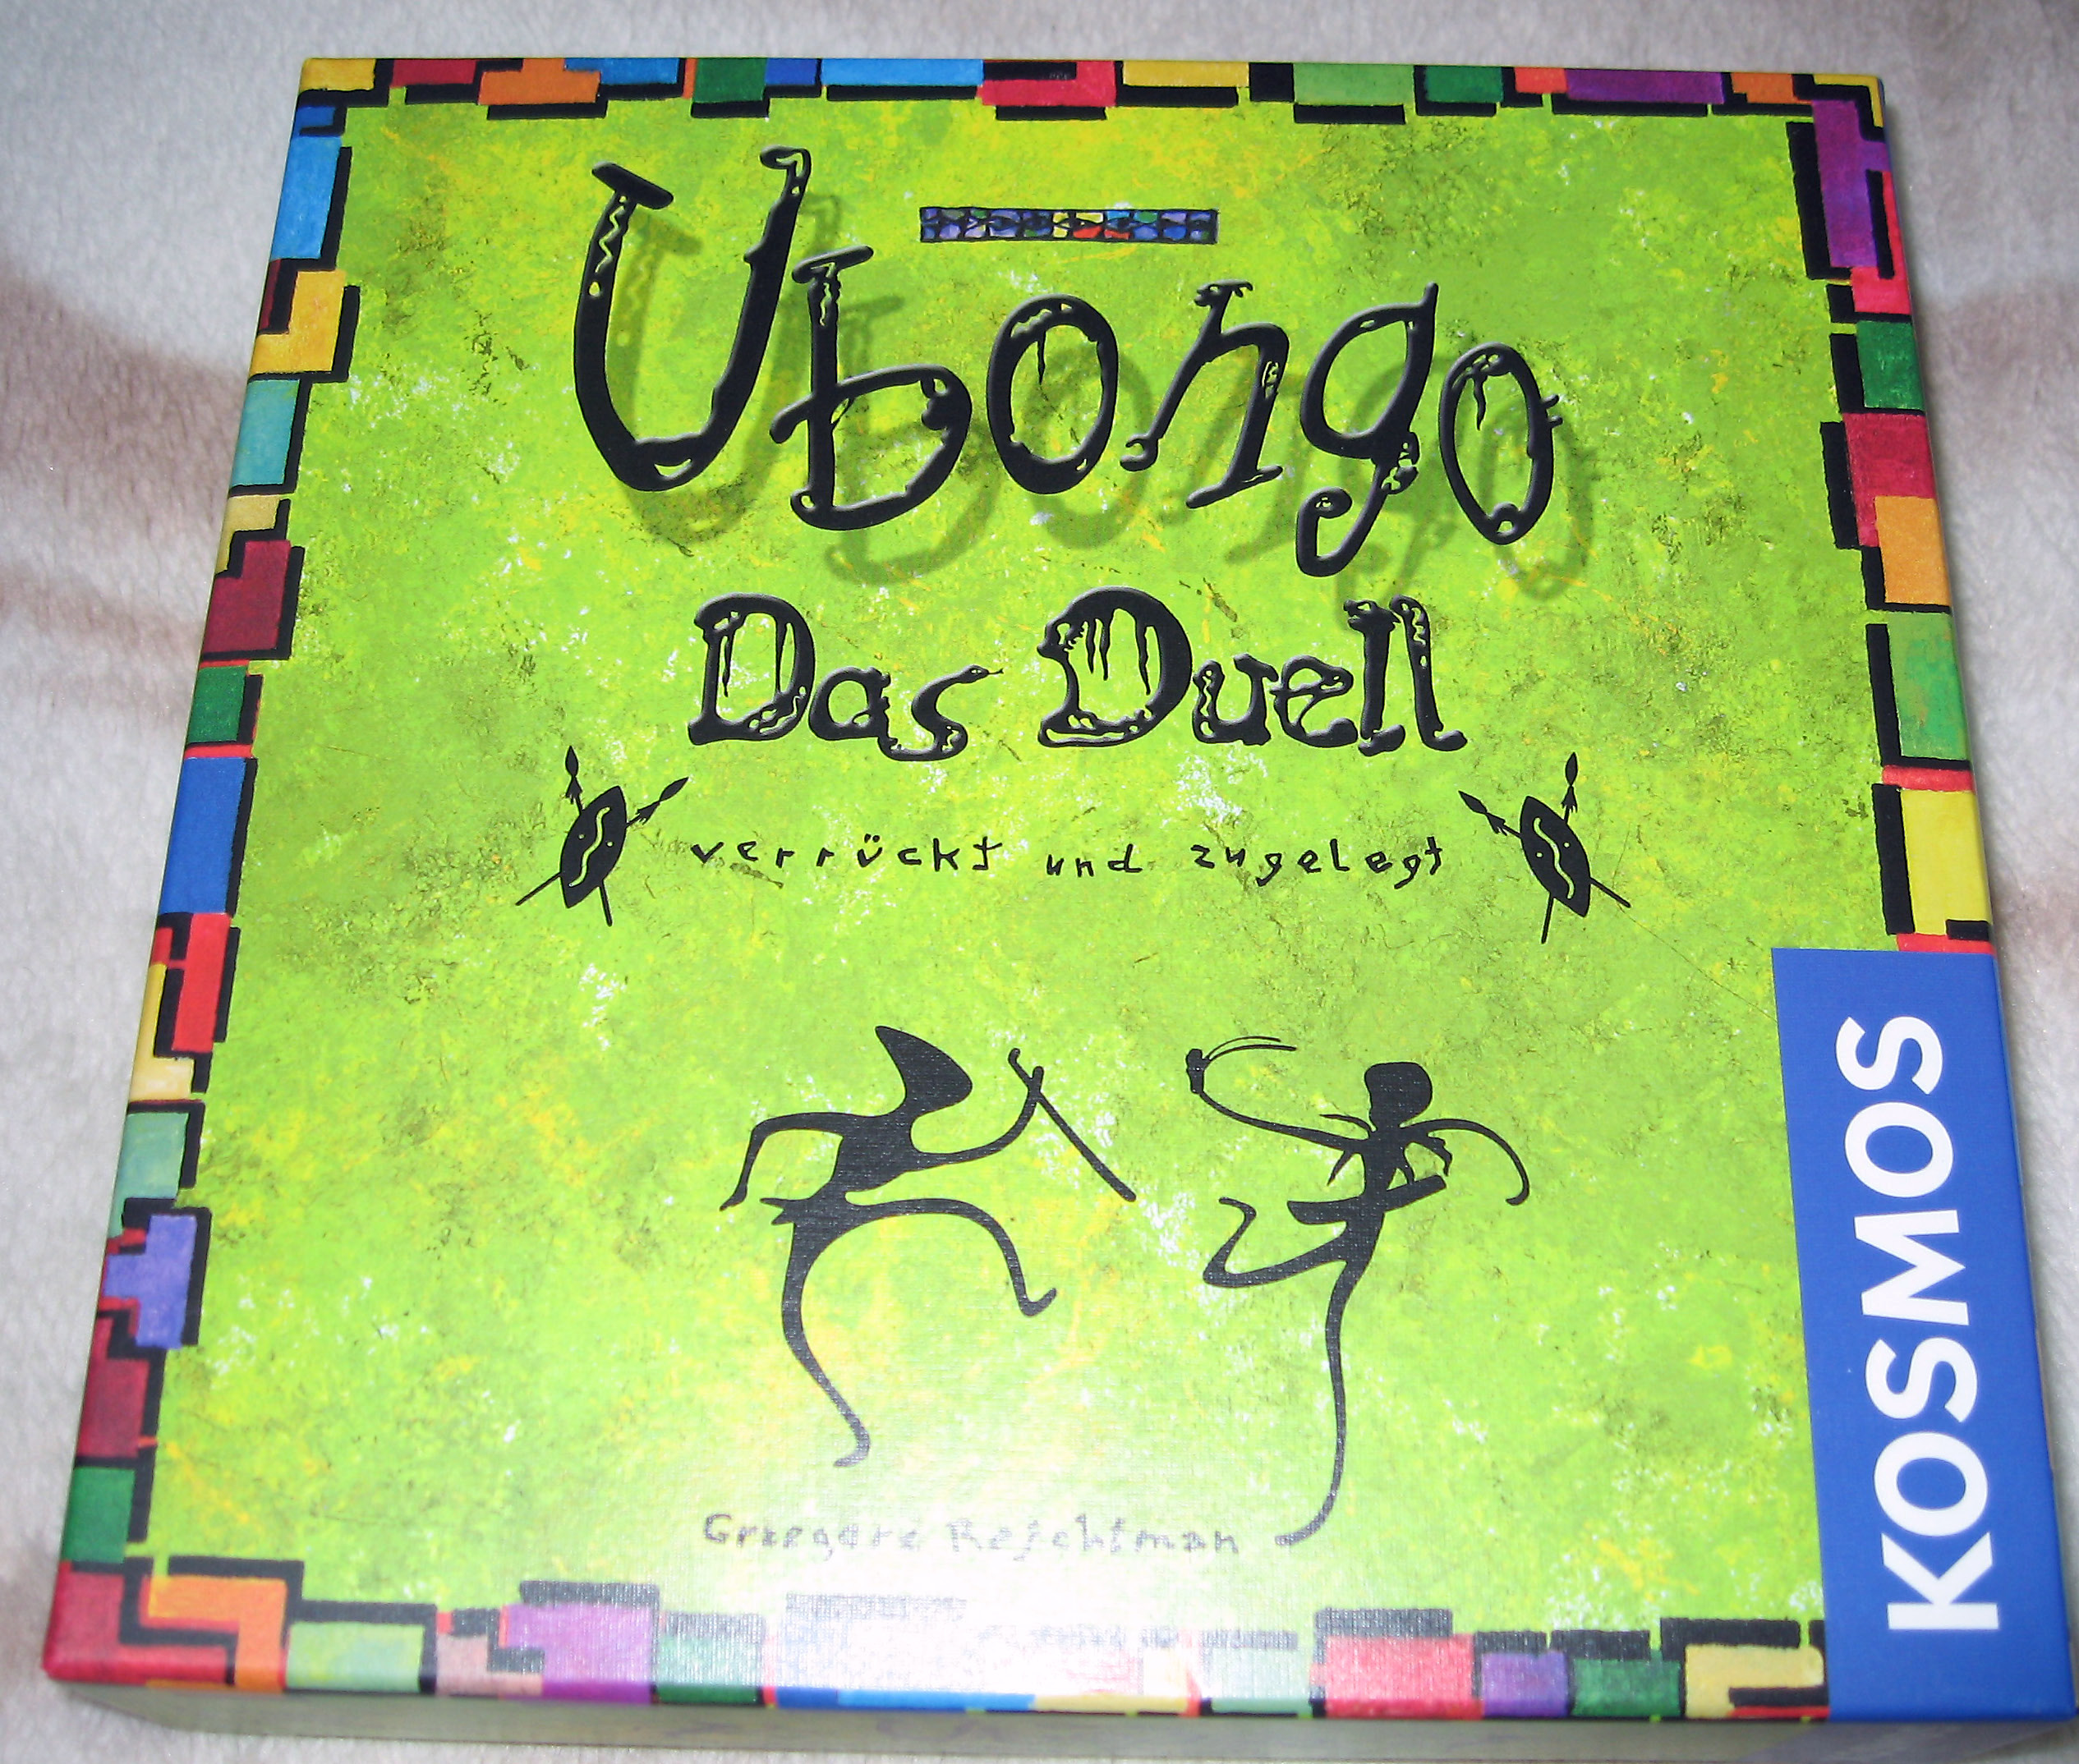 Ubongo
Das Duell
verrückt und zugelegt
Grzegorz Rejchtman
KOSMOS